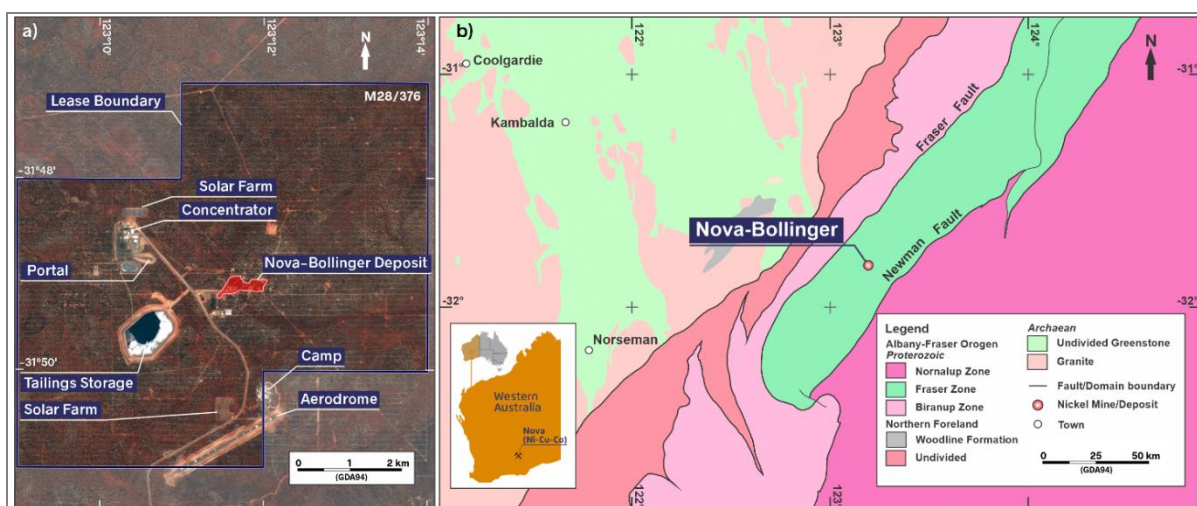 a)
123°10'
123°12'
123°14'
N
Lease Boundary
M28/376
-31°48'
Solar Farm
Concentrator
Portal
Nova-Bollinger Deposit
-31°50'
Camp
Tailings Storage
Solar Farm
Aerodrome
0 1 2 km
(GDA94)
b)
122°
123°
124°
N
-31°
-31°
Coolgardie
Kambalda
Fraser Fault
Nova-Bollinger
Newman Fault
-32°
-32°
Norseman
Western
Australia
Nova
(Ni-Cu-Co)
122°
123°
Legend
Albany-Fraser Orogen
Proterozoic
Nornalup Zone
Fraser Zone
Biranup Zone
Northern Foreland
Woodline Formation
Undivided
Archaean
Undivided Greenstone
Granite
Fault/Domain boundary
Nickel Mine/Deposit
Town
0 25 50 km
(GDA94)